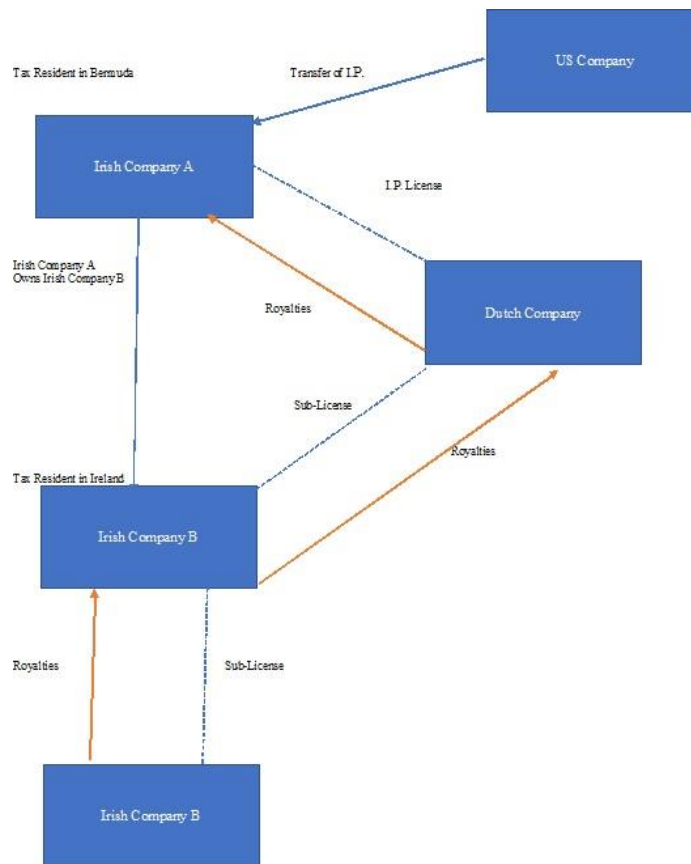 US Company
Tax Resident in Bermuda
Transfer of I.P.
Irish Company A
I.P. License
Irish Company A
Owns Irish Company B
Royalties
Dutch Company
Sub-License
Royalties
Tax Resident in Ireland
Irish Company B
Royalties
Sub-License
Irish Company B